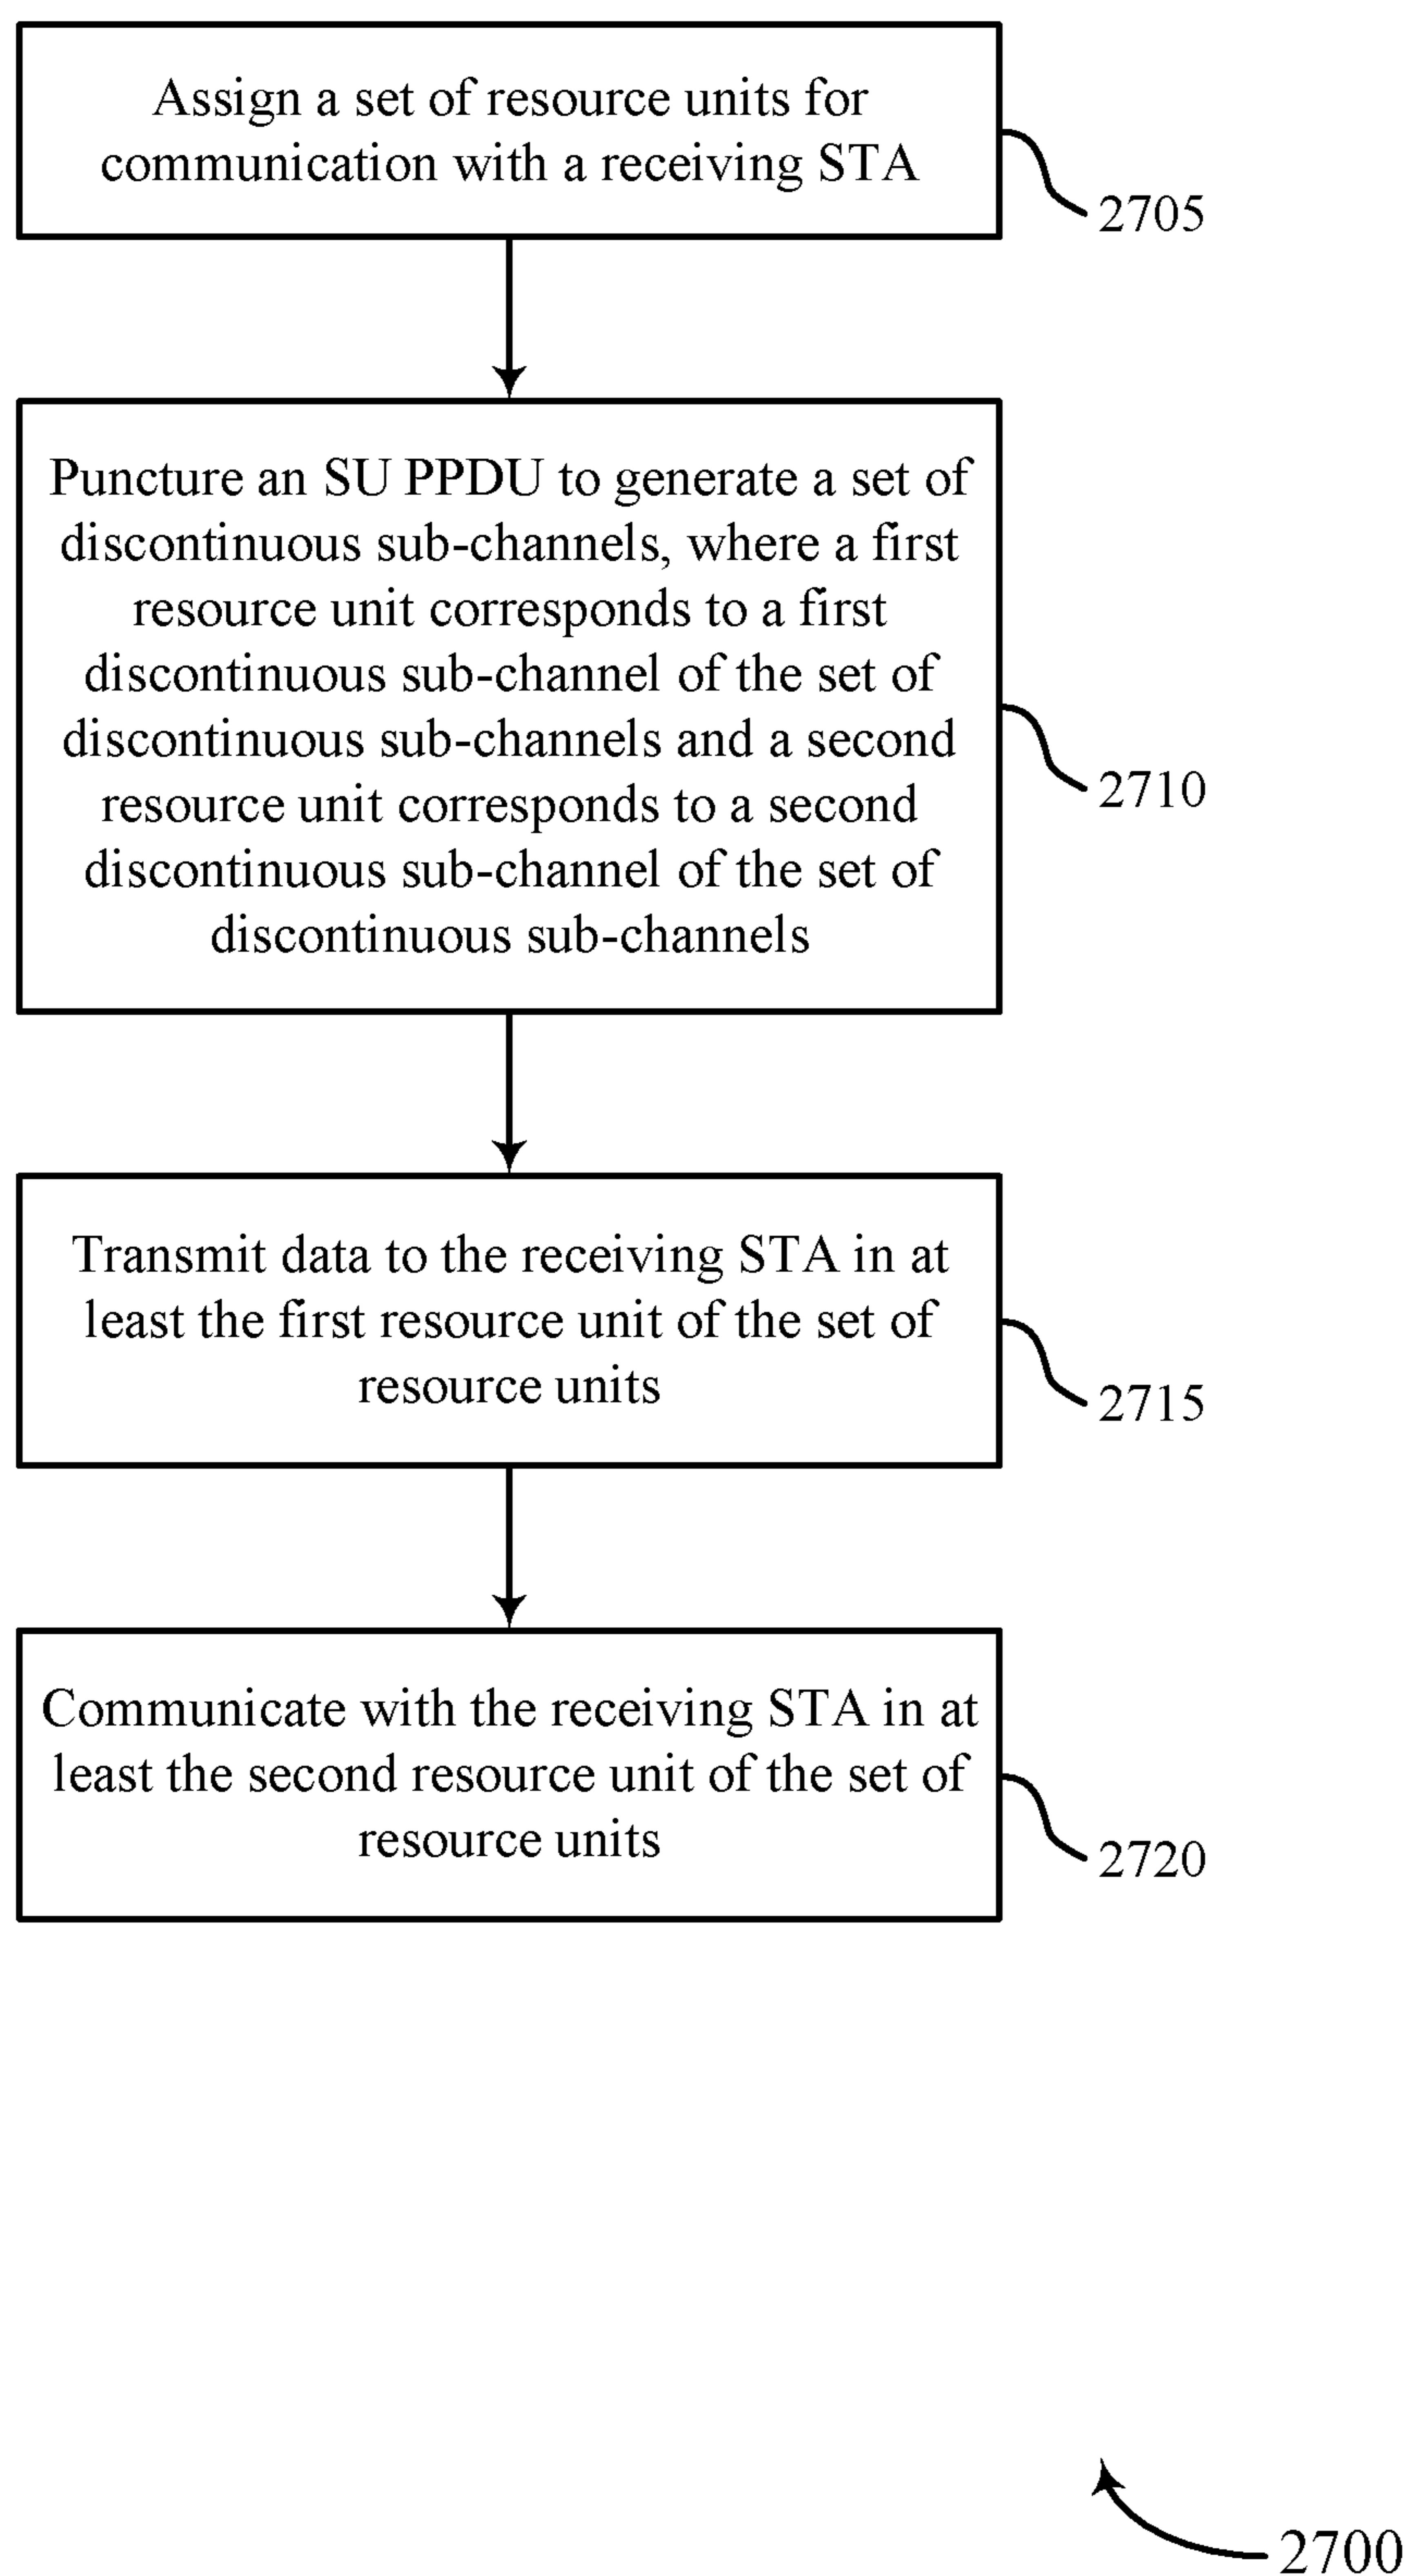 Assign a set of resource units for
communication with a receiving STA
2705
Puncture an SU PPDU to generate a set of
discontinuous sub-channels, where a first
resource unit corresponds to a first
discontinuous sub-channel of the set of
discontinuous sub-channels and a second
resource unit corresponds to a second
discontinuous sub-channel of the set of
discontinuous sub-channels
2710
Transmit data to the receiving STA in at
least the first resource unit of the set of
resource units
2715
Communicate with the receiving STA in at
least the second resource unit of the set of
resource units
2720
2700